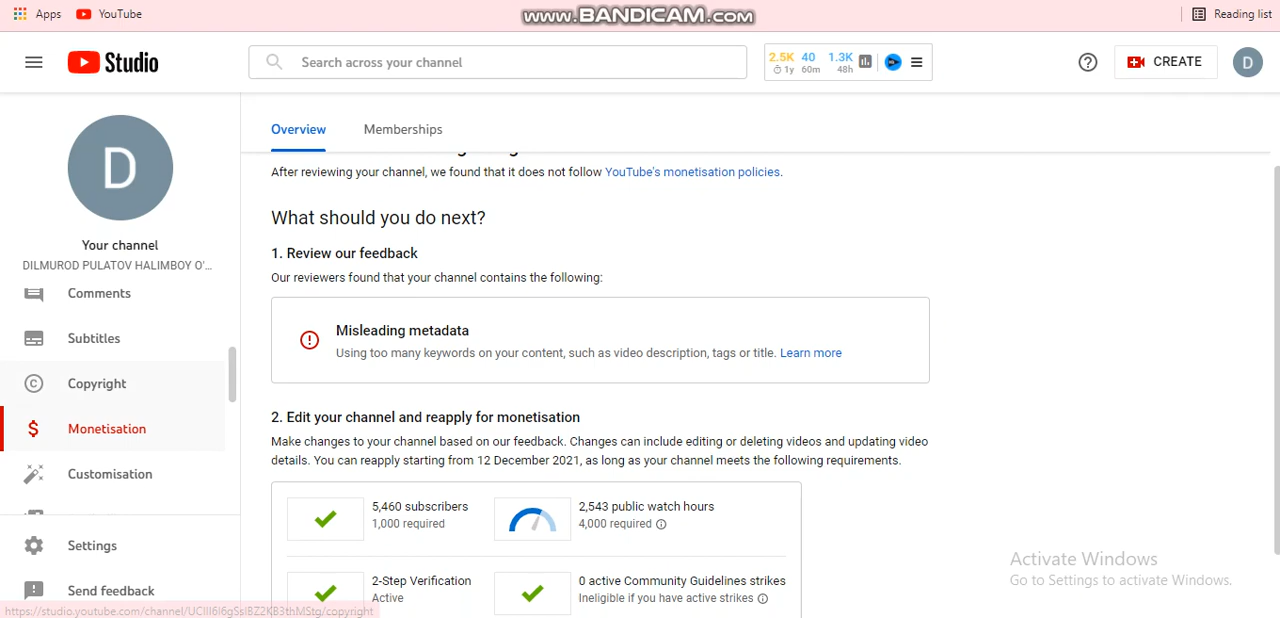 Apps
YouTube
www.BANDICAM.com
Reading list
Studio
Search across your channel
2.5K 40 1.3K
1y 60m 48h
CREATE
D
D
Your channel
DILMUROD PULATOV HALIMBOY O'...
Comments
Subtitles
Copyright
Monetisation
Customisation
Settings
Send feedback
Overview
Memberships
After reviewing your channel, we found that it does not follow YouTube's monetisation policies.
What should you do next?
1. Review our feedback
Our reviewers found that your channel contains the following:
Misleading metadata
Using too many keywords on your content, such as video description, tags or title. Learn more
2. Edit your channel and reapply for monetisation
Make changes to your channel based on our feedback. Changes can include editing or deleting videos and updating video
details. You can reapply starting from 12 December 2021, as long as your channel meets the following requirements.
5,460 subscribers
1,000 required
2,543 public watch hours
4,000 required
2-Step Verification
Active
0 active Community Guidelines strikes
Ineligible if you have active strikes
Activate Windows
Go to Settings to activate Windows.